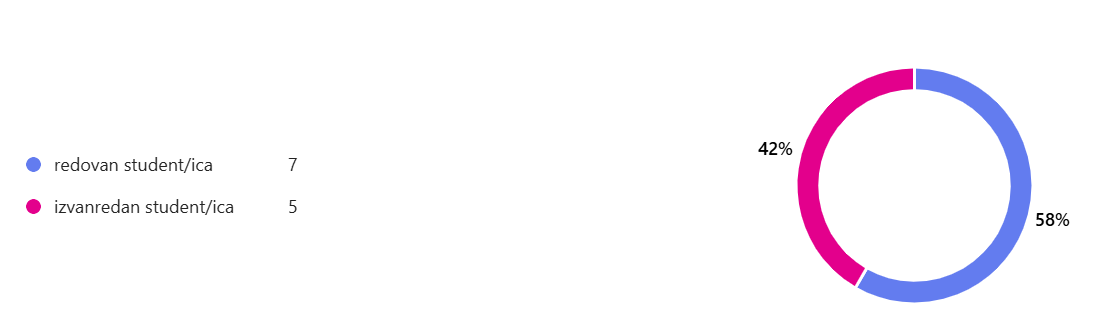 42%
redovan student/ica 7
izvanredan student/ica 5
58%